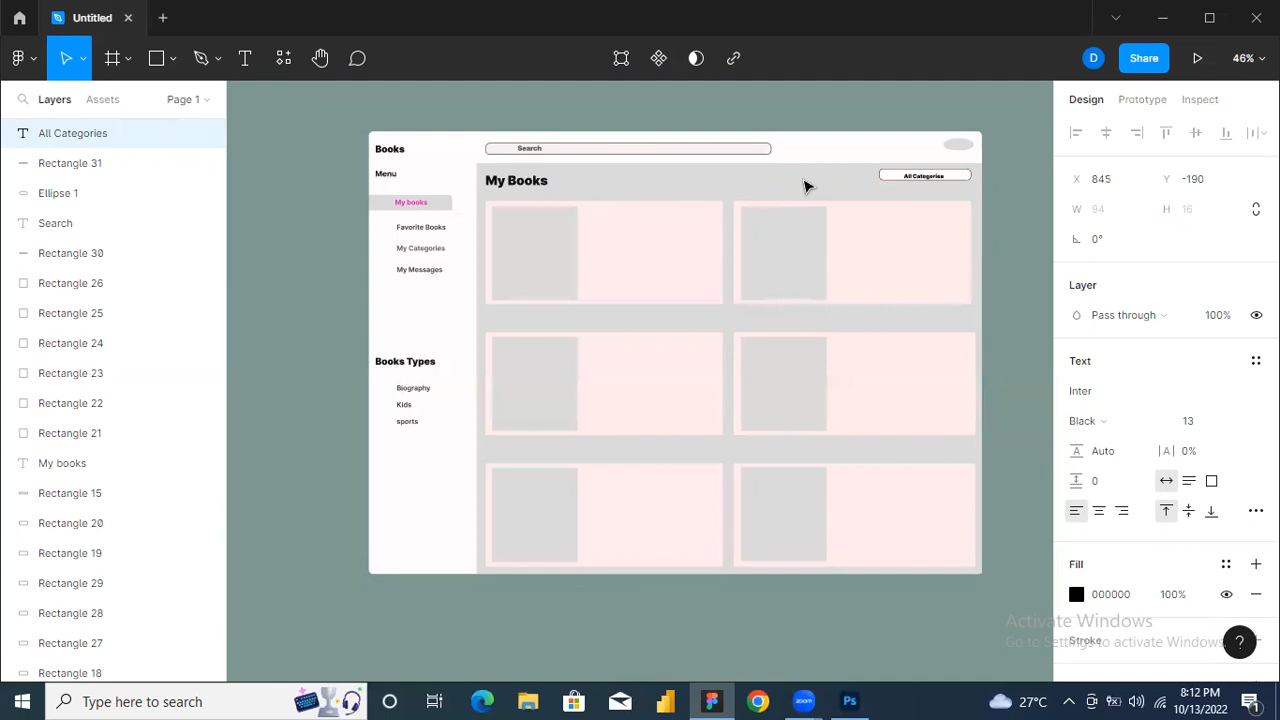 Untitled
Share
46%
D
Layers
Assets
Page 1
Design
Prototype
Inspect
All Categories
Rectangle 31
Ellipse 1
Search
Rectangle 30
Rectangle 26
Rectangle 25
Rectangle 24
Rectangle 23
Rectangle 22
Rectangle 21
My books
Rectangle 15
Rectangle 20
Rectangle 19
Rectangle 29
Rectangle 28
Rectangle 27
Rectangle 18
Books
Search
Menu
My Books
All Categories
My books
Favorite Books
My Categories
My Messages
Books Types
Biography
Kids
sports
X 845
Y -190
W 94
H 16
0°
Layer
Pass through
100%
Text
Inter
Black
13
Auto
|A| 0%
0
Fill
000000
100%
Stroke
Activate Windows
Go to Settings to activate Windows.
?
Type here to search
27°C
8:12 PM
10/13/2022
1